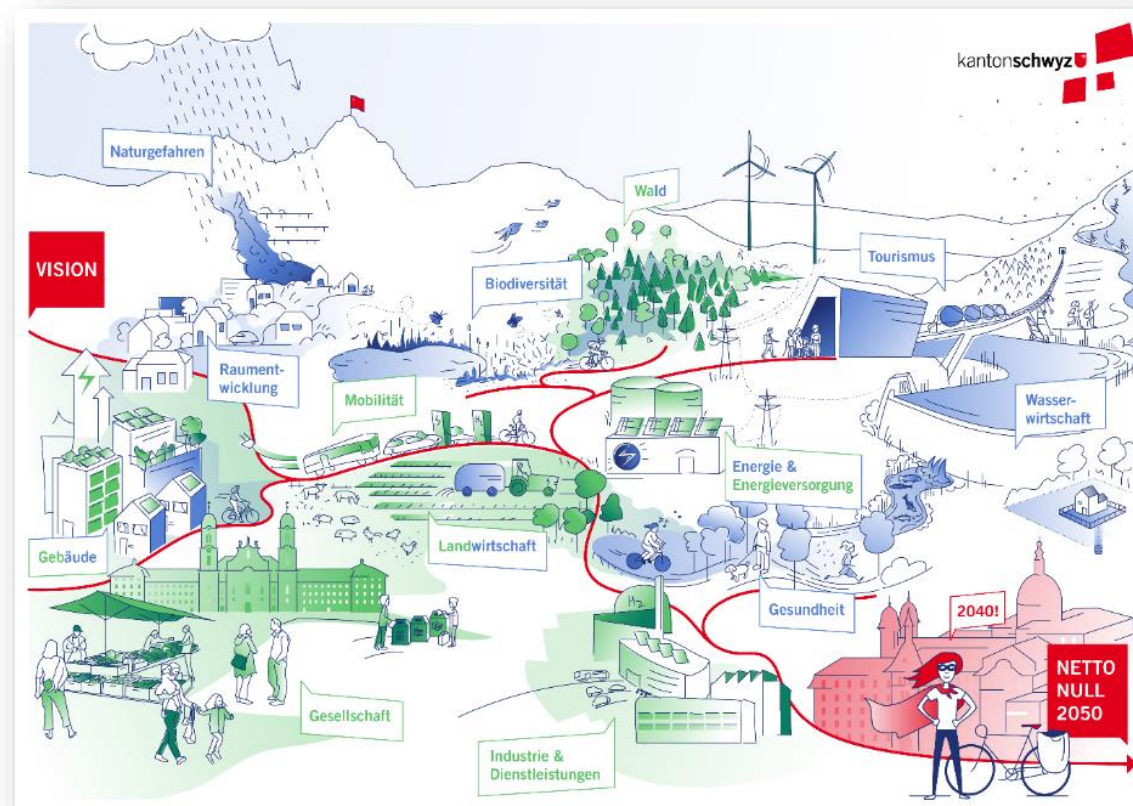 kantonschwyz
Naturgefahren
Wald
VISION
Biodiversität
Tourismus
Raument-
wicklung
Mobilität
Wasser-
wirtschaft
Energie &
Energieversorgung
Landwirtschaft
Gebäude
H₂
Gesundheit
2040!
NETTO
NULL
2050
Gesellschaft
Industrie &
Dienstleistungen